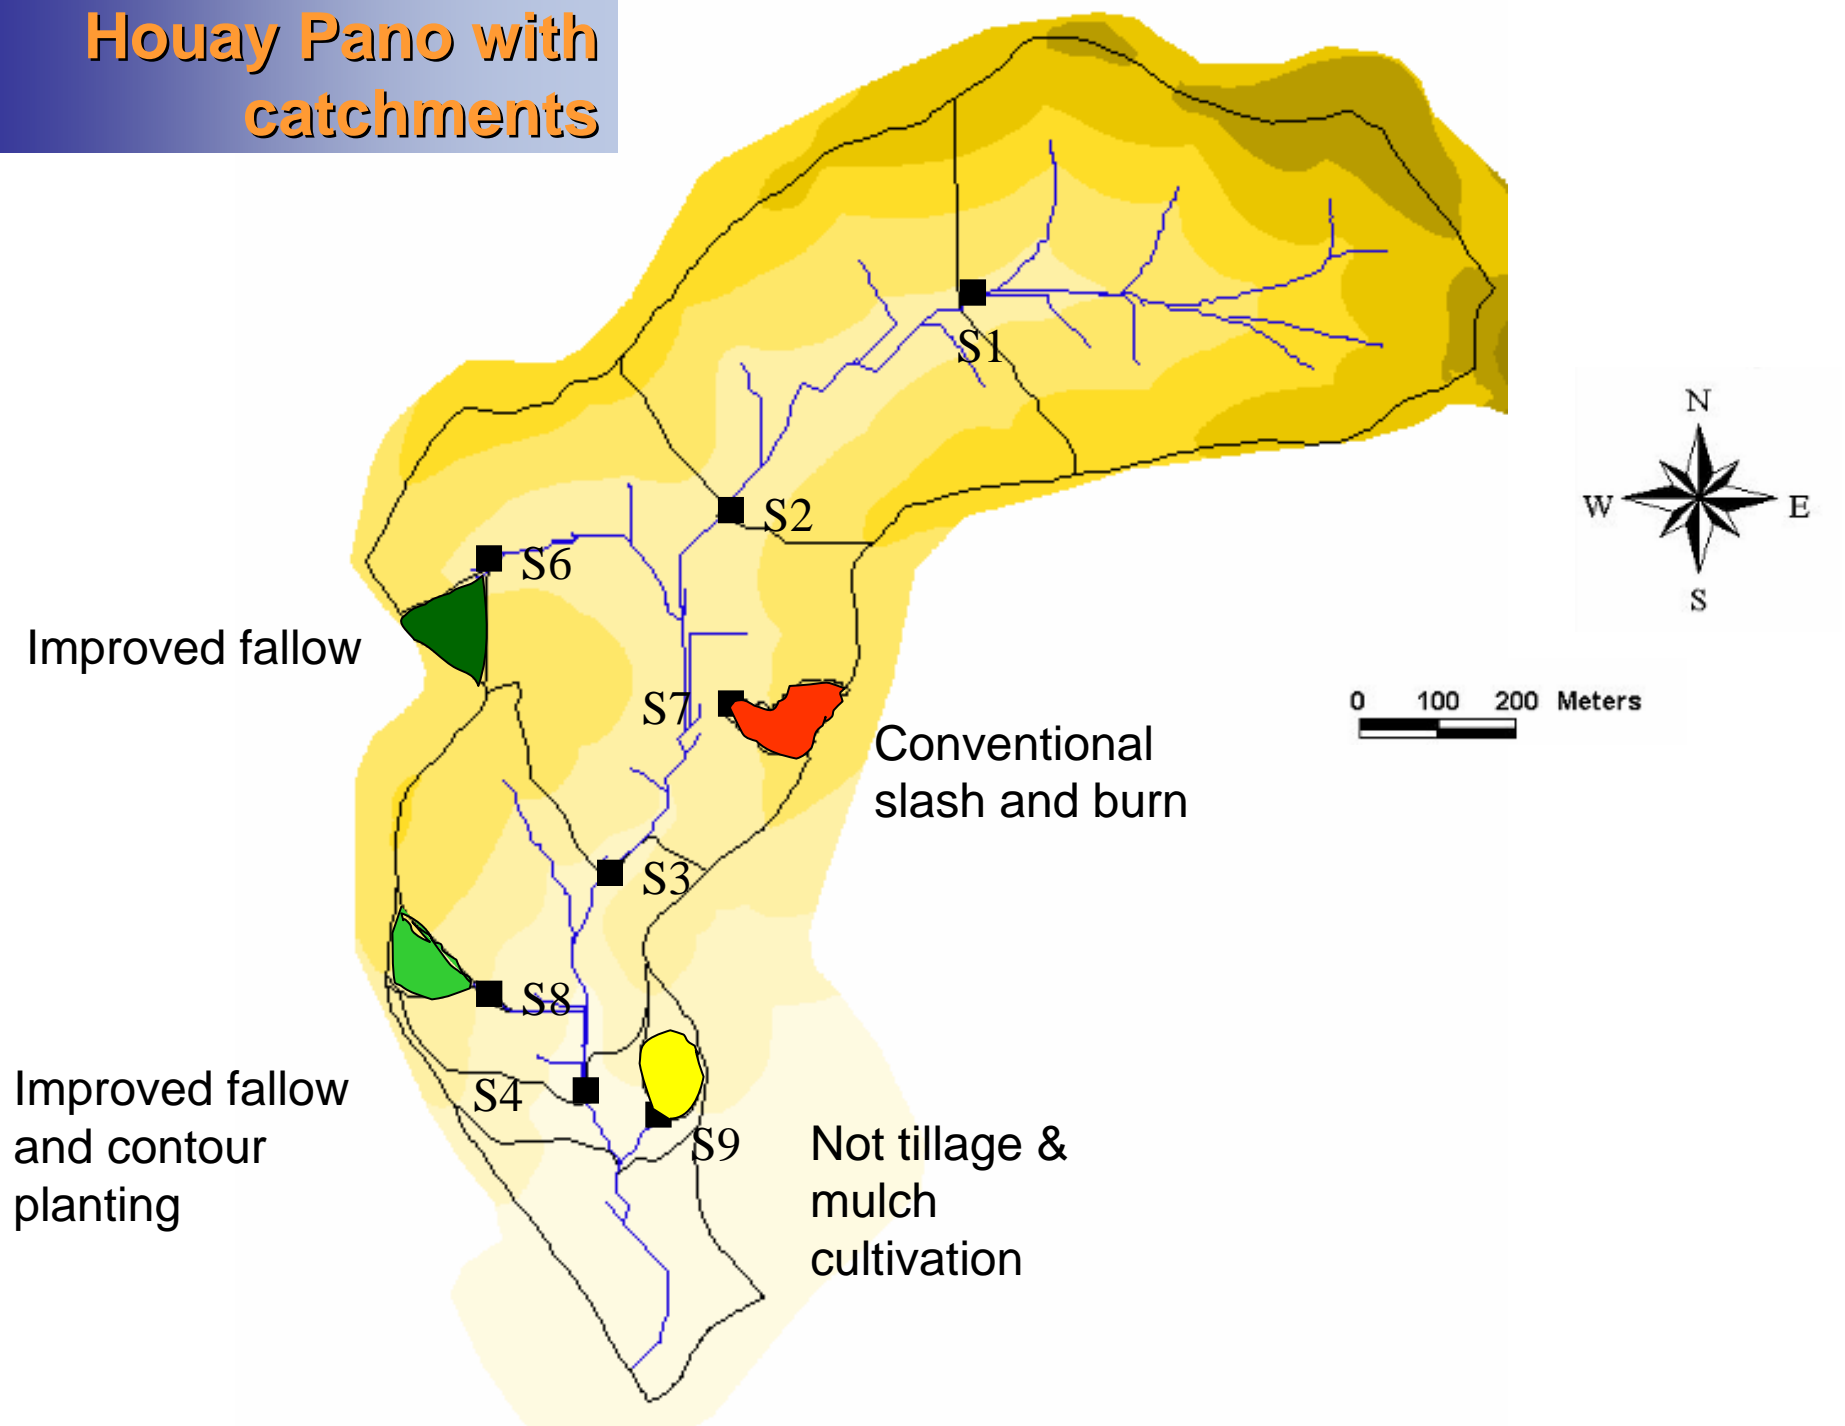 Houay Pano with
catchments
S1
N
W
E
S
S2
S6
Improved fallow
S7
0 100 200 Meters
Conventional
slash and burn
S3
S8
Improved fallow
and contour
planting
S4
S9
Not tillage &
mulch
cultivation